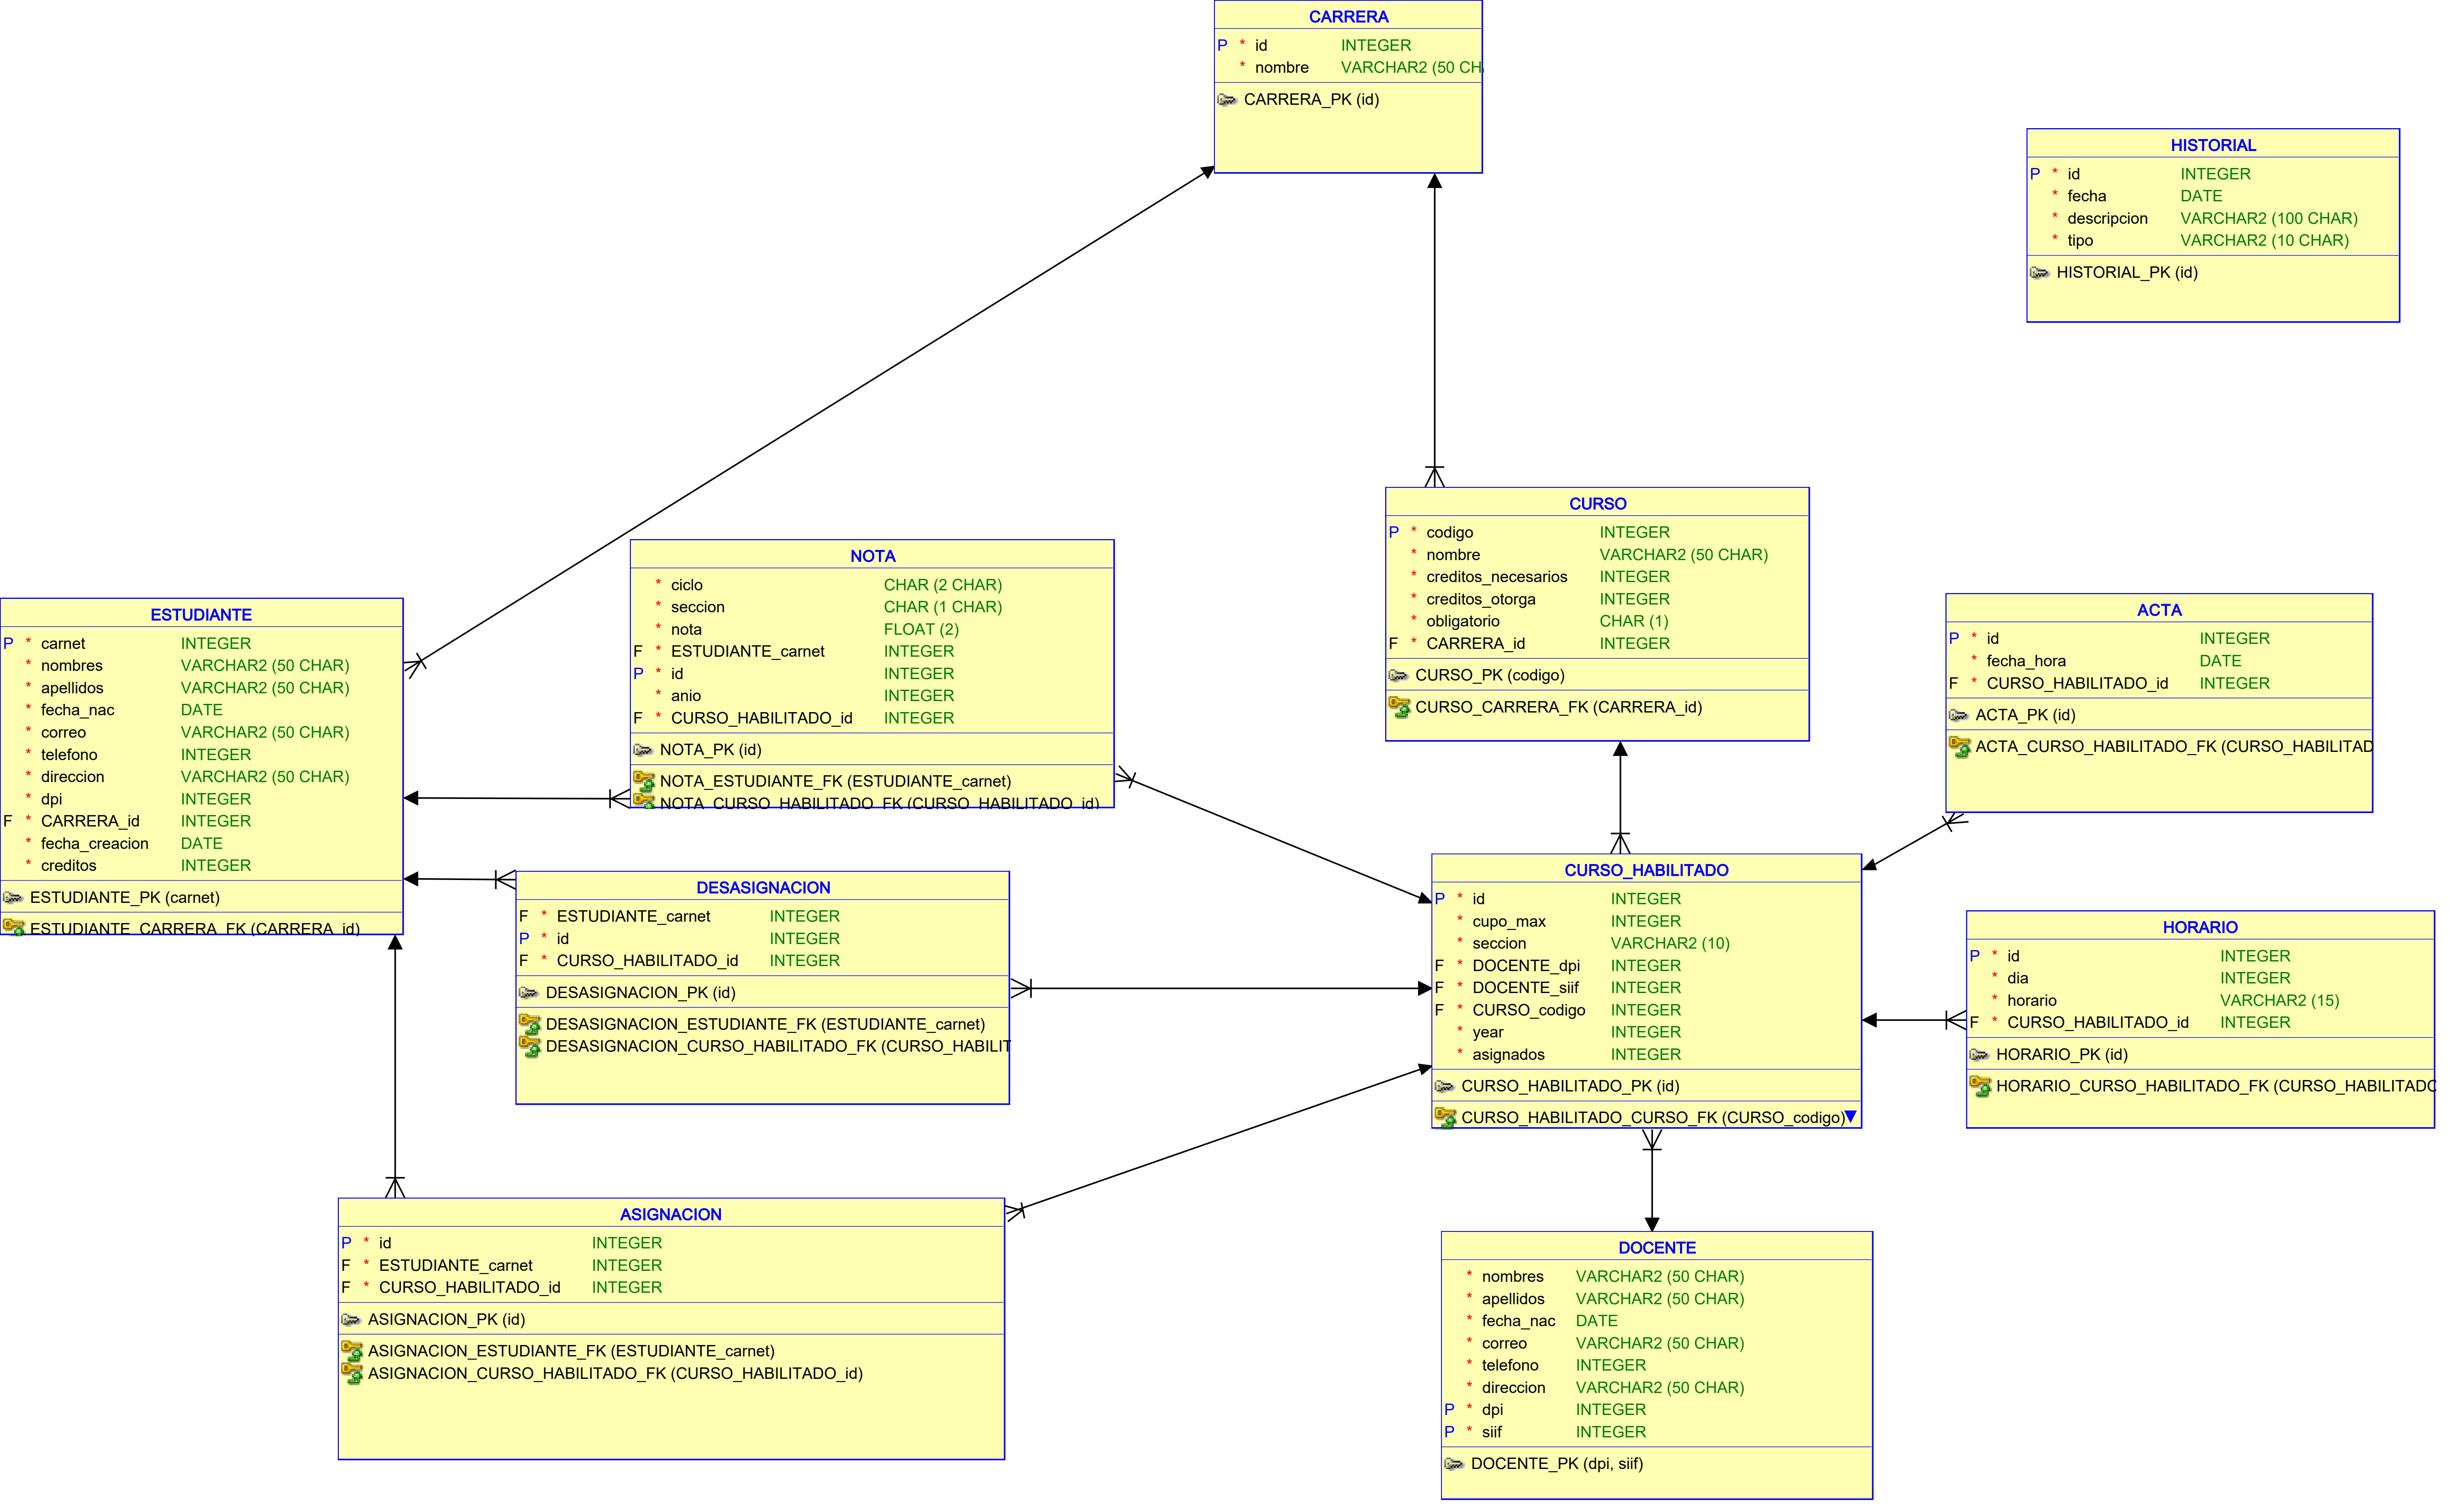 CARRERA
P * id INTEGER
* nombre VARCHAR2 (50 CH
CARRERA_PK (id)
HISTORIAL
P * id INTEGER
* fecha DATE
* descripcion VARCHAR2 (100 CHAR)
* tipo VARCHAR2 (10 CHAR)
HISTORIAL_PK (id)
CURSO
P * codigo INTEGER
* nombre VARCHAR2 (50 CHAR)
* creditos_necesarios INTEGER
* creditos_otorga INTEGER
* obligatorio CHAR (1)
F * CARRERA_id INTEGER
CURSO_PK (codigo)
CURSO_CARRERA_FK (CARRERA_id)
NOTA
* ciclo CHAR (2 CHAR)
* seccion CHAR (1 CHAR)
* nota FLOAT (2)
F * ESTUDIANTE_carnet INTEGER
P * id INTEGER
* anio INTEGER
F * CURSO_HABILITADO_id INTEGER
NOTA_PK (id)
NOTA_ESTUDIANTE_FK (ESTUDIANTE_carnet)
NOTA_CURSO_HABILITADO_FK (CURSO_HABILITADO_id)
ESTUDIANTE
P * carnet INTEGER
* nombres VARCHAR2 (50 CHAR)
* apellidos VARCHAR2 (50 CHAR)
* fecha_nac DATE
* correo VARCHAR2 (50 CHAR)
* telefono INTEGER
* direccion VARCHAR2 (50 CHAR)
* dpi INTEGER
F * CARRERA_id INTEGER
* fecha_creacion DATE
* creditos INTEGER
ESTUDIANTE_PK (carnet)
ESTUDIANTE_CARRERA_FK (CARRERA_id)
ACTA
P * id INTEGER
* fecha_hora DATE
F * CURSO_HABILITADO_id INTEGER
ACTA_PK (id)
ACTA_CURSO_HABILITADO_FK (CURSO_HABILITAD
DESASIGNACION
F * ESTUDIANTE_carnet INTEGER
P * id INTEGER
F * CURSO_HABILITADO_id INTEGER
DESASIGNACION_PK (id)
DESASIGNACION_ESTUDIANTE_FK (ESTUDIANTE_carnet)
DESASIGNACION_CURSO_HABILITADO_FK (CURSO_HABILIT
CURSO_HABILITADO
P * id INTEGER
* cupo_max INTEGER
* seccion VARCHAR2 (10)
F * DOCENTE_dpi INTEGER
F * DOCENTE_siif INTEGER
F * CURSO_codigo INTEGER
* year INTEGER
* asignados INTEGER
CURSO_HABILITADO_PK (id)
CURSO_HABILITADO_CURSO_FK (CURSO_codigo)
HORARIO
P * id INTEGER
* dia INTEGER
* horario VARCHAR2 (15)
F * CURSO_HABILITADO_id INTEGER
HORARIO_PK (id)
HORARIO_CURSO_HABILITADO_FK (CURSO_HABILITADO
ASIGNACION
P * id INTEGER
F * ESTUDIANTE_carnet INTEGER
F * CURSO_HABILITADO_id INTEGER
ASIGNACION_PK (id)
ASIGNACION_ESTUDIANTE_FK (ESTUDIANTE_carnet)
ASIGNACION_CURSO_HABILITADO_FK (CURSO_HABILITADO_id)
DOCENTE
* nombres VARCHAR2 (50 CHAR)
* apellidos VARCHAR2 (50 CHAR)
* fecha_nac DATE
* correo VARCHAR2 (50 CHAR)
* telefono INTEGER
* direccion VARCHAR2 (50 CHAR)
P * dpi INTEGER
P * siif INTEGER
DOCENTE_PK (dpi, siif)